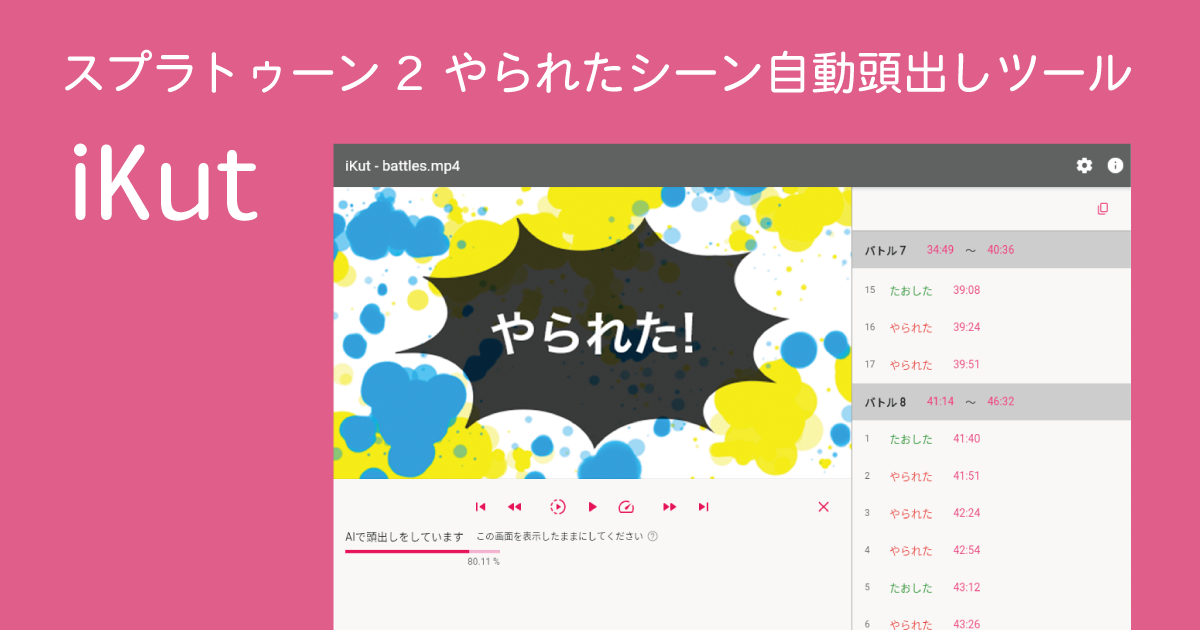 スプラトゥーン 2 やられたシーン自動頭出しツール
iKut
iKut - battles.mp4
やられた!
AIで頭出しをしています この画面を表示したままにしてください
80.11 %
バトル 7 34:49 〜 40:36
15 たおした 39:08
16 やられた 39:24
17 やられた 39:51
バトル 8 41:14 〜 46:32
1 たおした 41:40
2 やられた 41:51
3 やられた 42:24
4 やられた 42:54
5 たおした 43:12
6 やられた 43:26